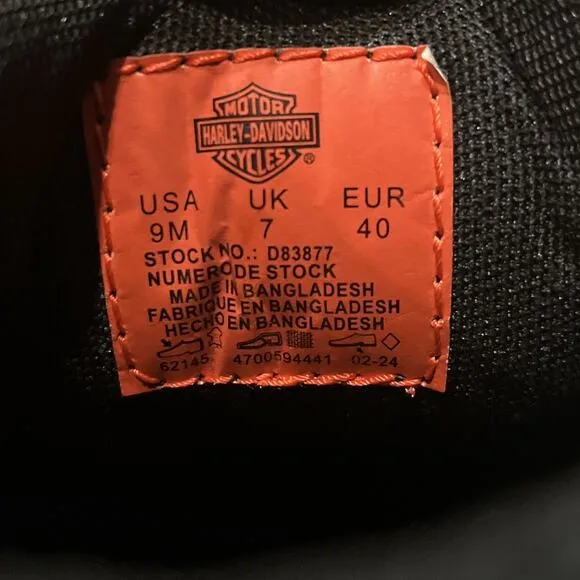 MOTOR
HARLEY-DAVIDSON
CYCLES®
USA UK EUR
9M 7 40
STOCK NO.: D83877
NUMERODE STOCK
MADE IN BANGLADESH
FABRIQUE EN BANGLADESH
HECHO EN BANGLADESH
62145 4700594441 02-24